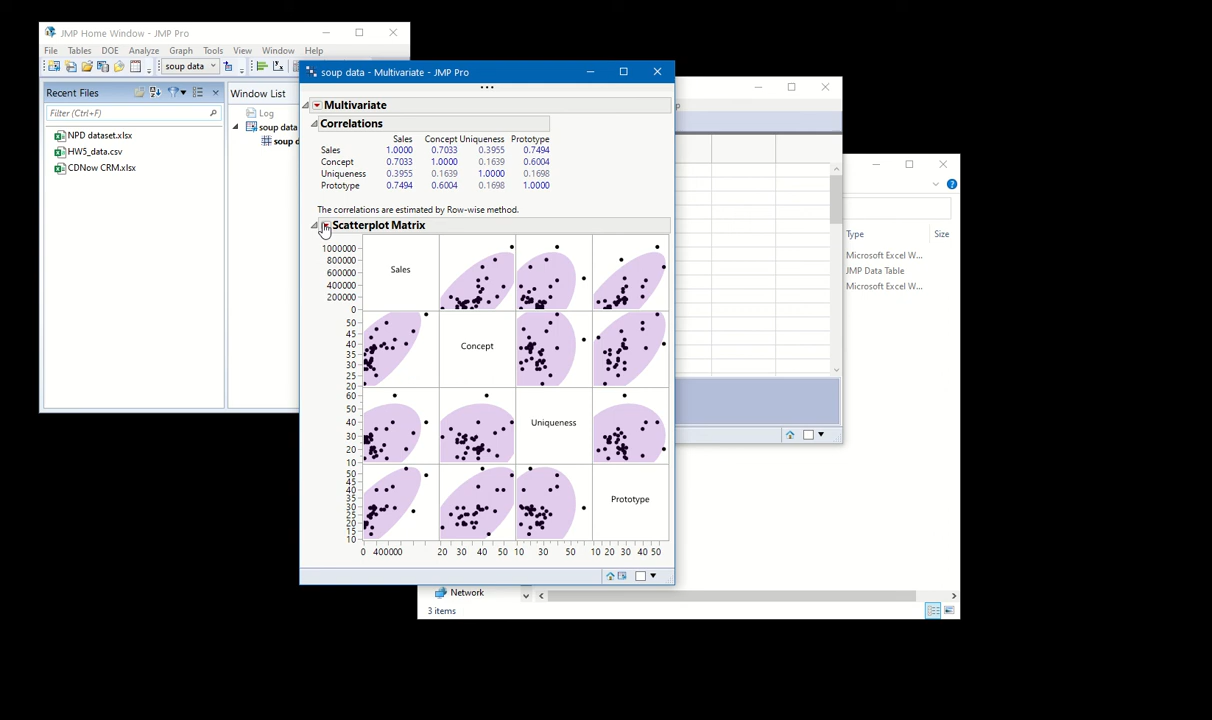 JMP Home Window - JMP Pro
File Tables DOE Analyze Graph Tools View Window Help
soup data
Recent Files
Filter (Ctrl+F)
NPD dataset.xlsx
HW5_data.csv
CDNow CRM.xlsx
Window List
Log
soup data
soup d
soup data - Multivariate - JMP Pro
Multivariate
Correlations
Sales Concept Uniqueness Prototype
Sales 1.0000 0.7033 0.3955 0.7494
Concept 0.7033 1.0000 0.1639 0.6004
Uniqueness 0.3955 0.1639 1.0000 0.1698
Prototype 0.7494 0.6004 0.1698 1.0000
The correlations are estimated by Row-wise method.
Scatterplot Matrix
1000000
800000
600000
400000
200000
0
Sales
50
45
40
35
30
25
20
Concept
60
50
40
30
20
10
Uniqueness
50
45
40
35
30
25
20
15
10
Prototype
0 400000 20 30 40 50 10 30 50 10 20 30 40 50
Type Size
Microsoft Excel W...
JMP Data Table
Microsoft Excel W...
Network
3 items